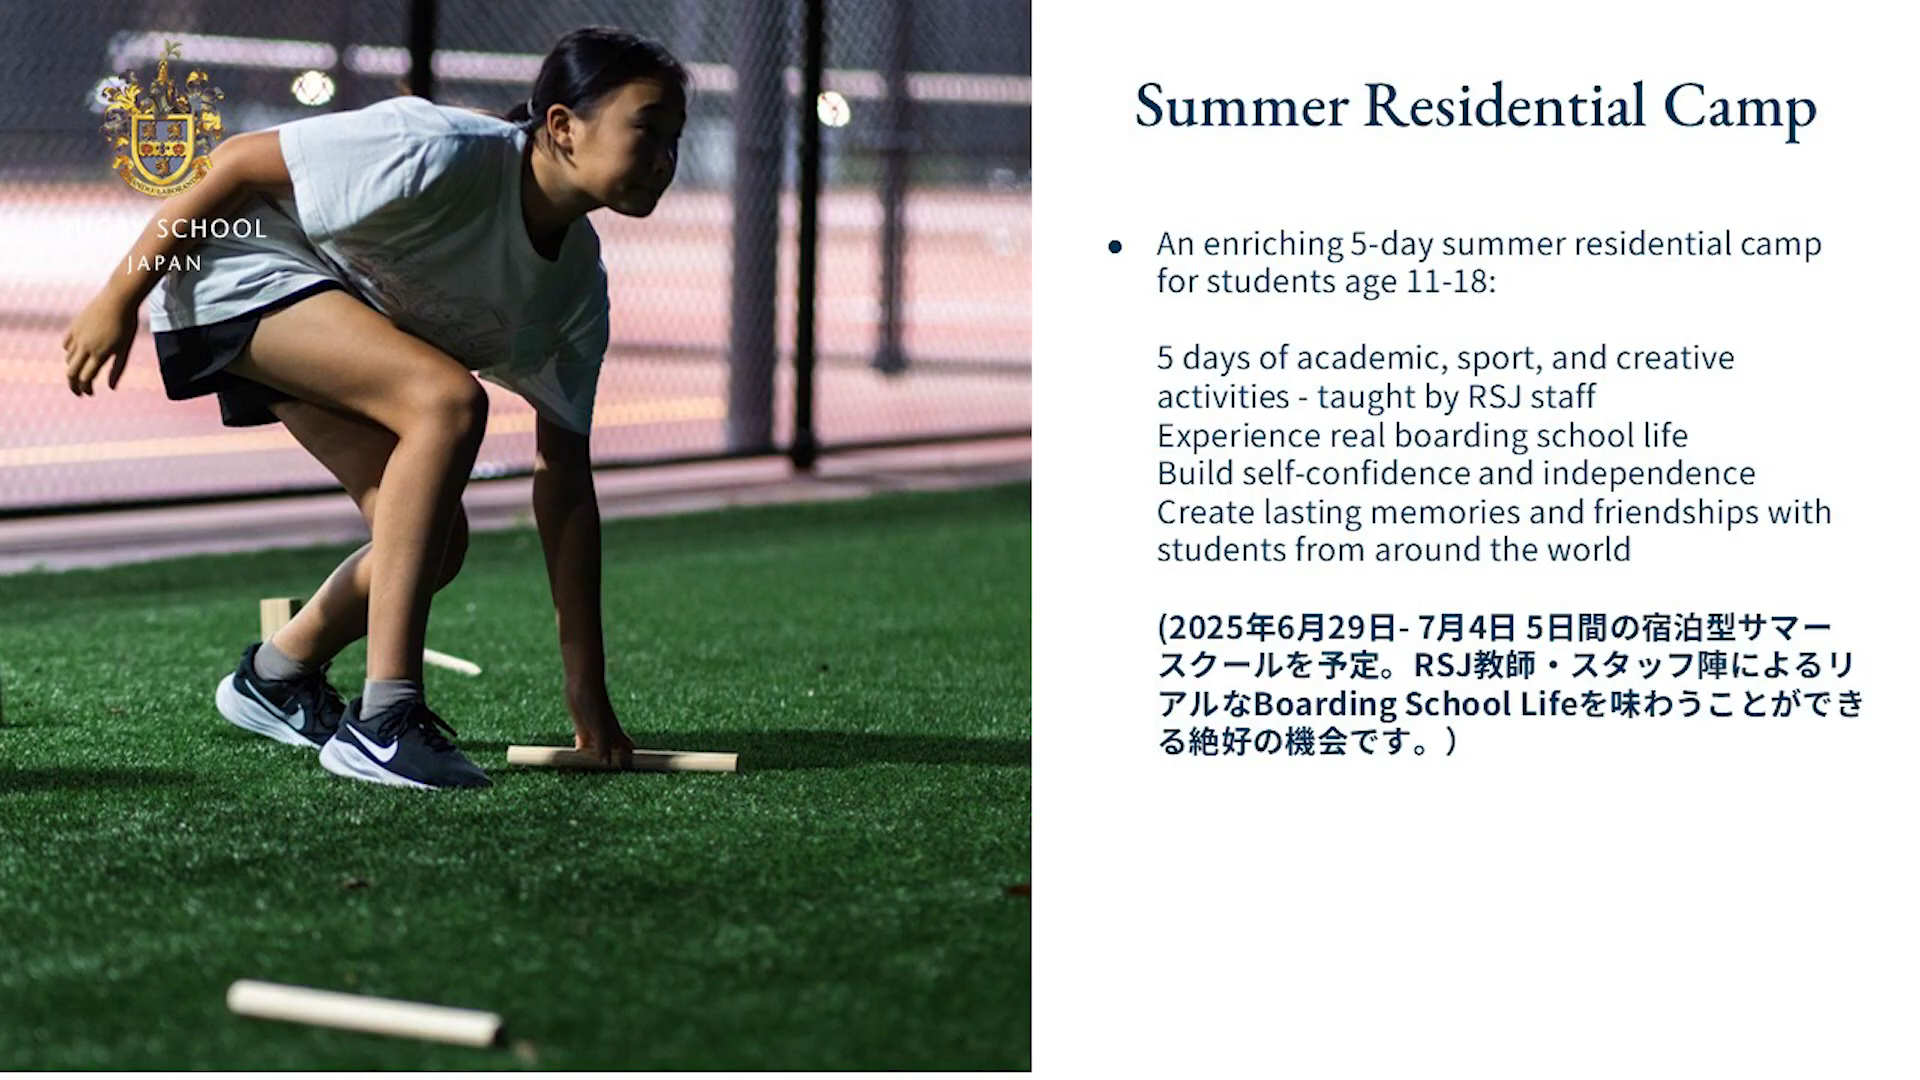 RUGBY SCHOOL
JAPAN
Summer Residential Camp
● An enriching 5-day summer residential camp
for students age 11-18:
5 days of academic, sport, and creative
activities - taught by RSJ staff
Experience real boarding school life
Build self-confidence and independence
Create lasting memories and friendships with
students from around the world
(2025年6月29日- 7月4日 5日間の宿泊型サマー
スクールを予定。RSJ教師・スタッフ陣によるリ
アルなBoarding School Lifeを味わうことができ
る絶好の機会です。）